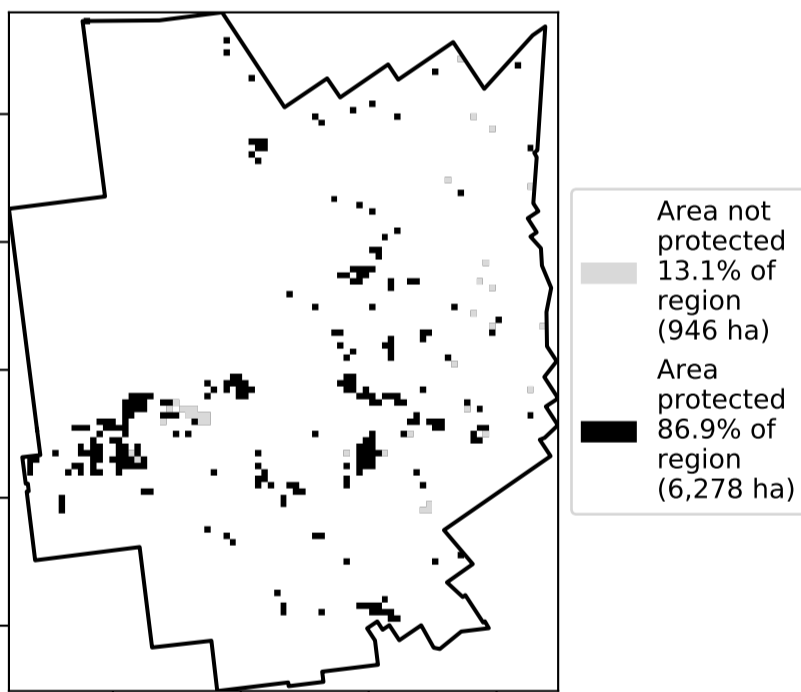 Area not
protected
13.1% of
region
(946 ha)
Area
protected
86.9% of
region
(6,278 ha)